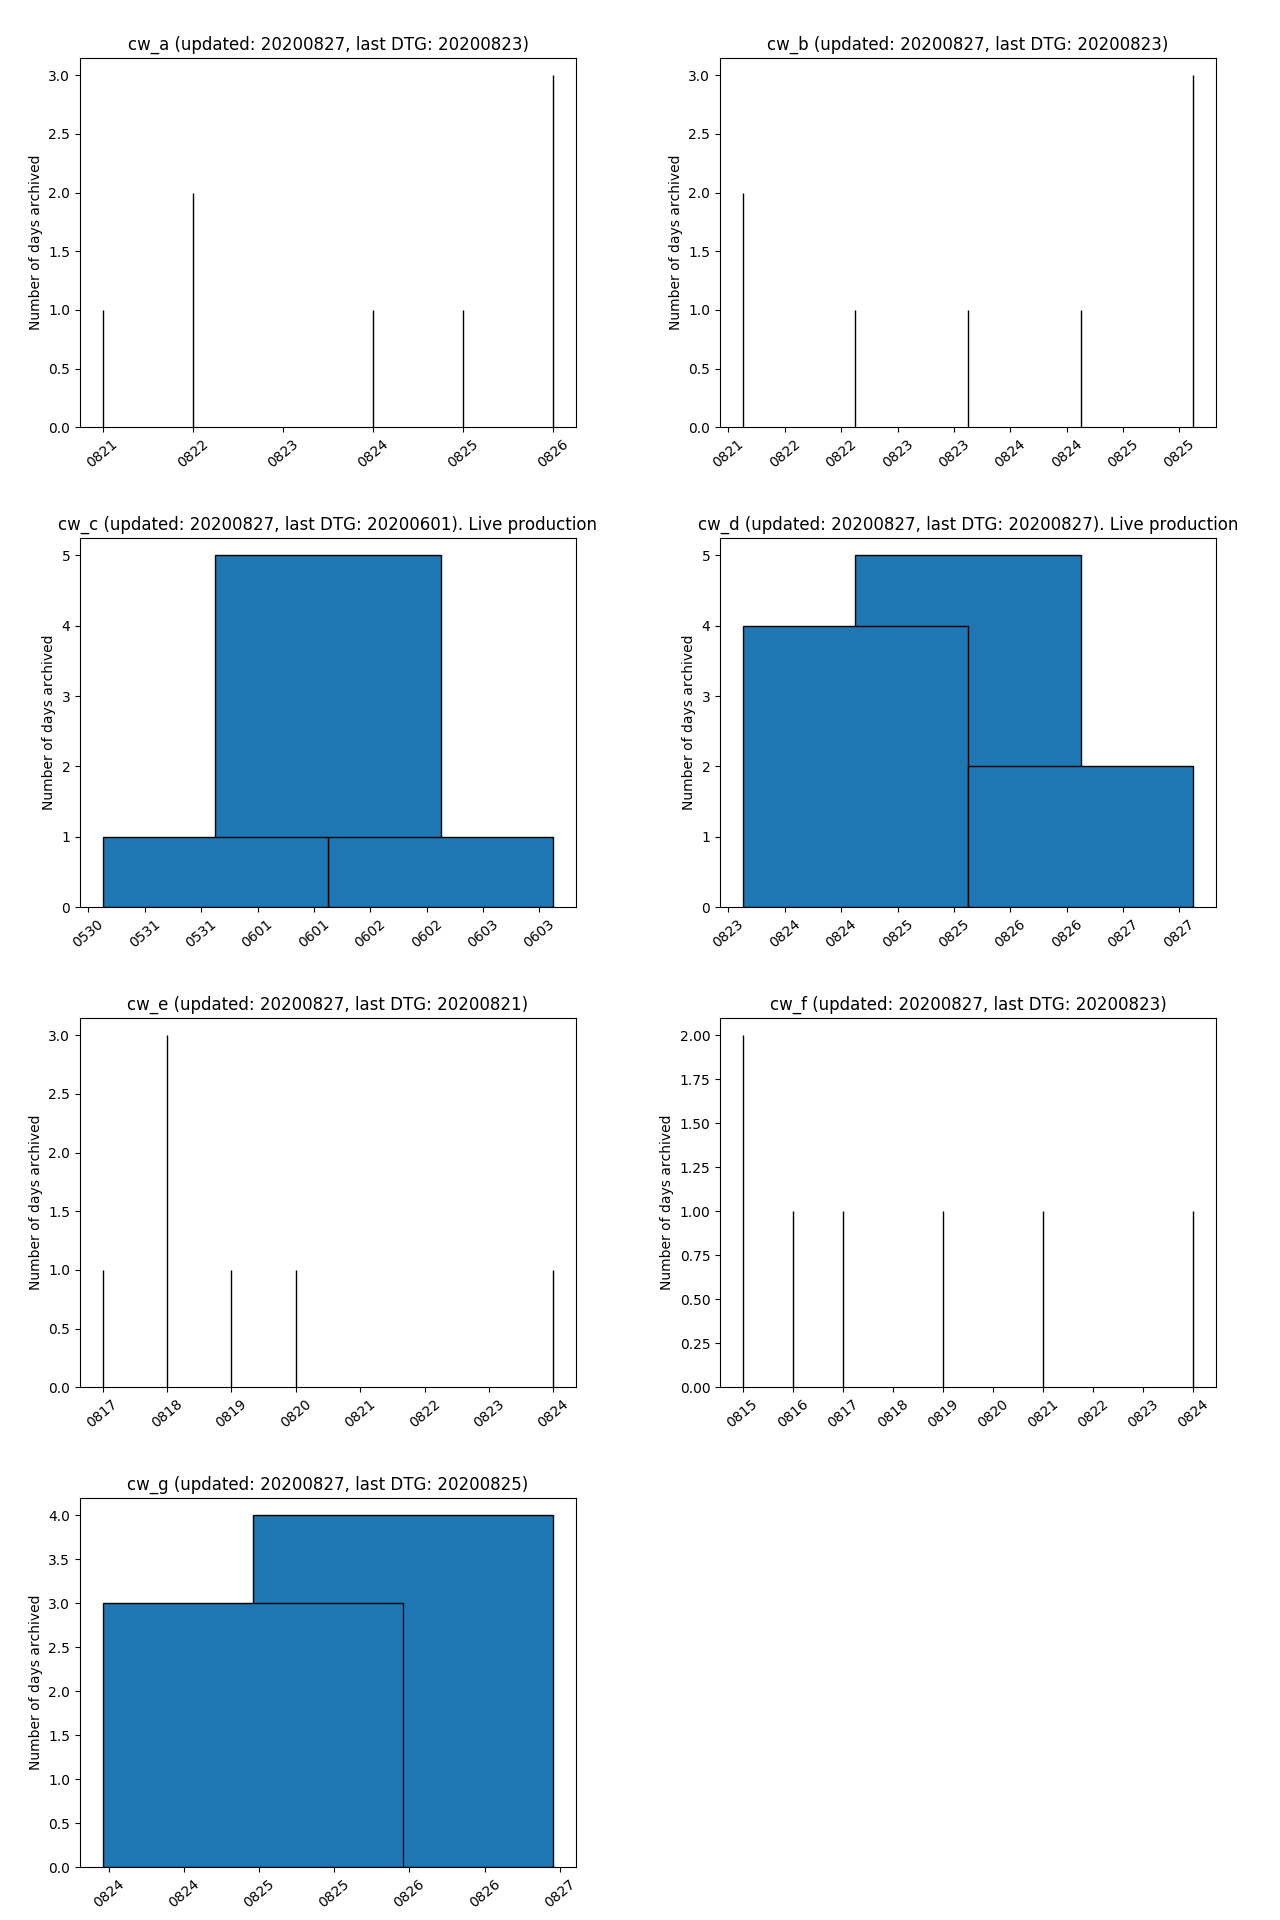 cw_a (updated: 20200827, last DTG: 20200823)
Number of days archived
3.0
2.5
2.0
1.5
1.0
0.5
0.0
0821 0822 0823 0824 0825 0826
cw_b (updated: 20200827, last DTG: 20200823)
Number of days archived
3.0
2.5
2.0
1.5
1.0
0.5
0.0
0821 0822 0822 0823 0823 0824 0824 0825 0825
cw_c (updated: 20200827, last DTG: 20200601). Live production
Number of days archived
5
4
3
2
1
0
0530 0531 0531 0601 0601 0602 0602 0603 0603
cw_d (updated: 20200827, last DTG: 20200827). Live production
Number of days archived
5
4
3
2
1
0
0823 0824 0824 0825 0825 0826 0826 0827 0827
cw_e (updated: 20200827, last DTG: 20200821)
Number of days archived
3.0
2.5
2.0
1.5
1.0
0.5
0.0
0817 0818 0819 0820 0821 0822 0823 0824
cw_f (updated: 20200827, last DTG: 20200823)
Number of days archived
2.00
1.75
1.50
1.25
1.00
0.75
0.50
0.25
0.00
0815 0816 0817 0818 0819 0820 0821 0822 0823 0824
cw_g (updated: 20200827, last DTG: 20200825)
Number of days archived
4.0
3.5
3.0
2.5
2.0
1.5
1.0
0.5
0.0
0824 0824 0825 0825 0826 0826 0827